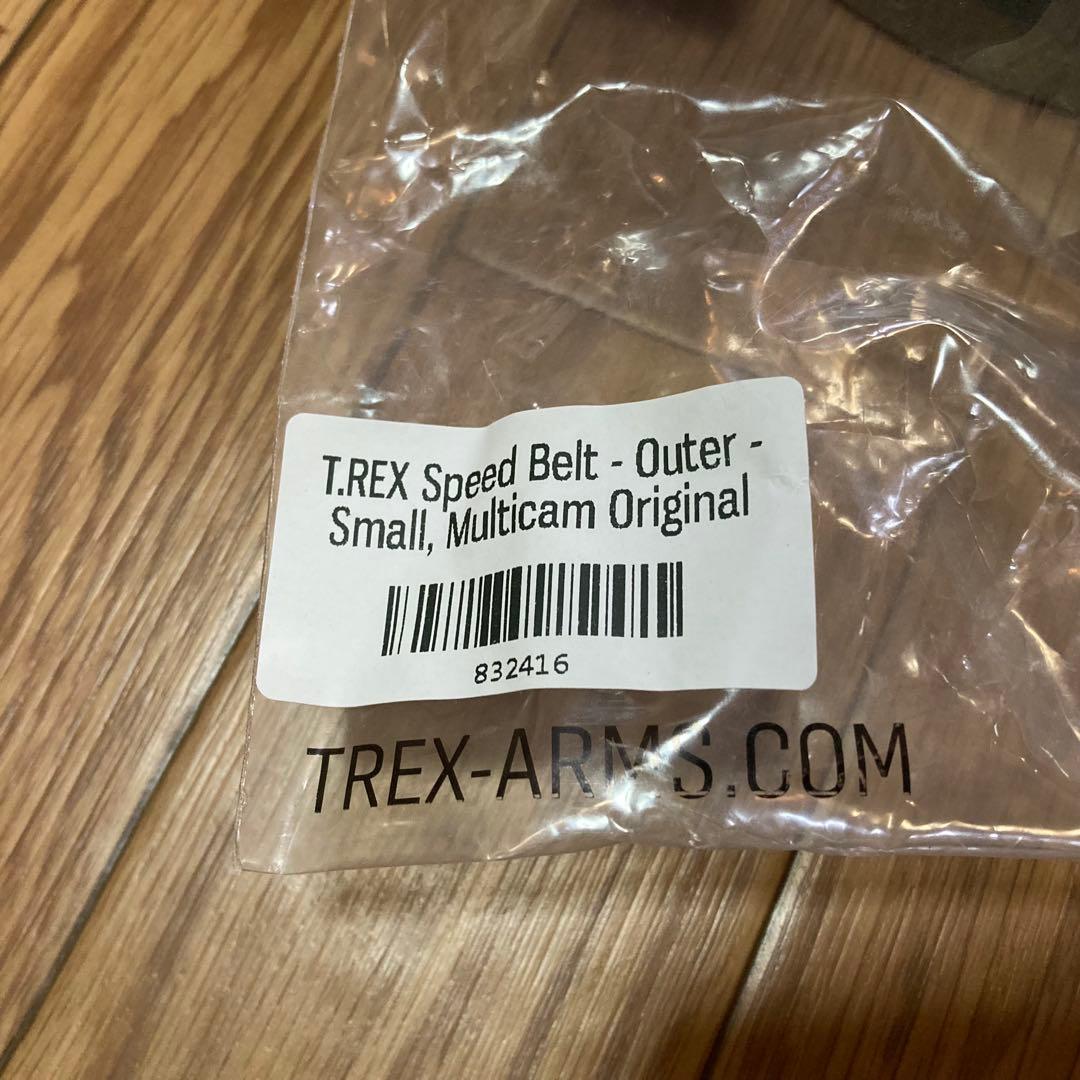 T.REX Speed Belt - Outer -
Small, Multicam Original
832416
TREX-ARMS.COM